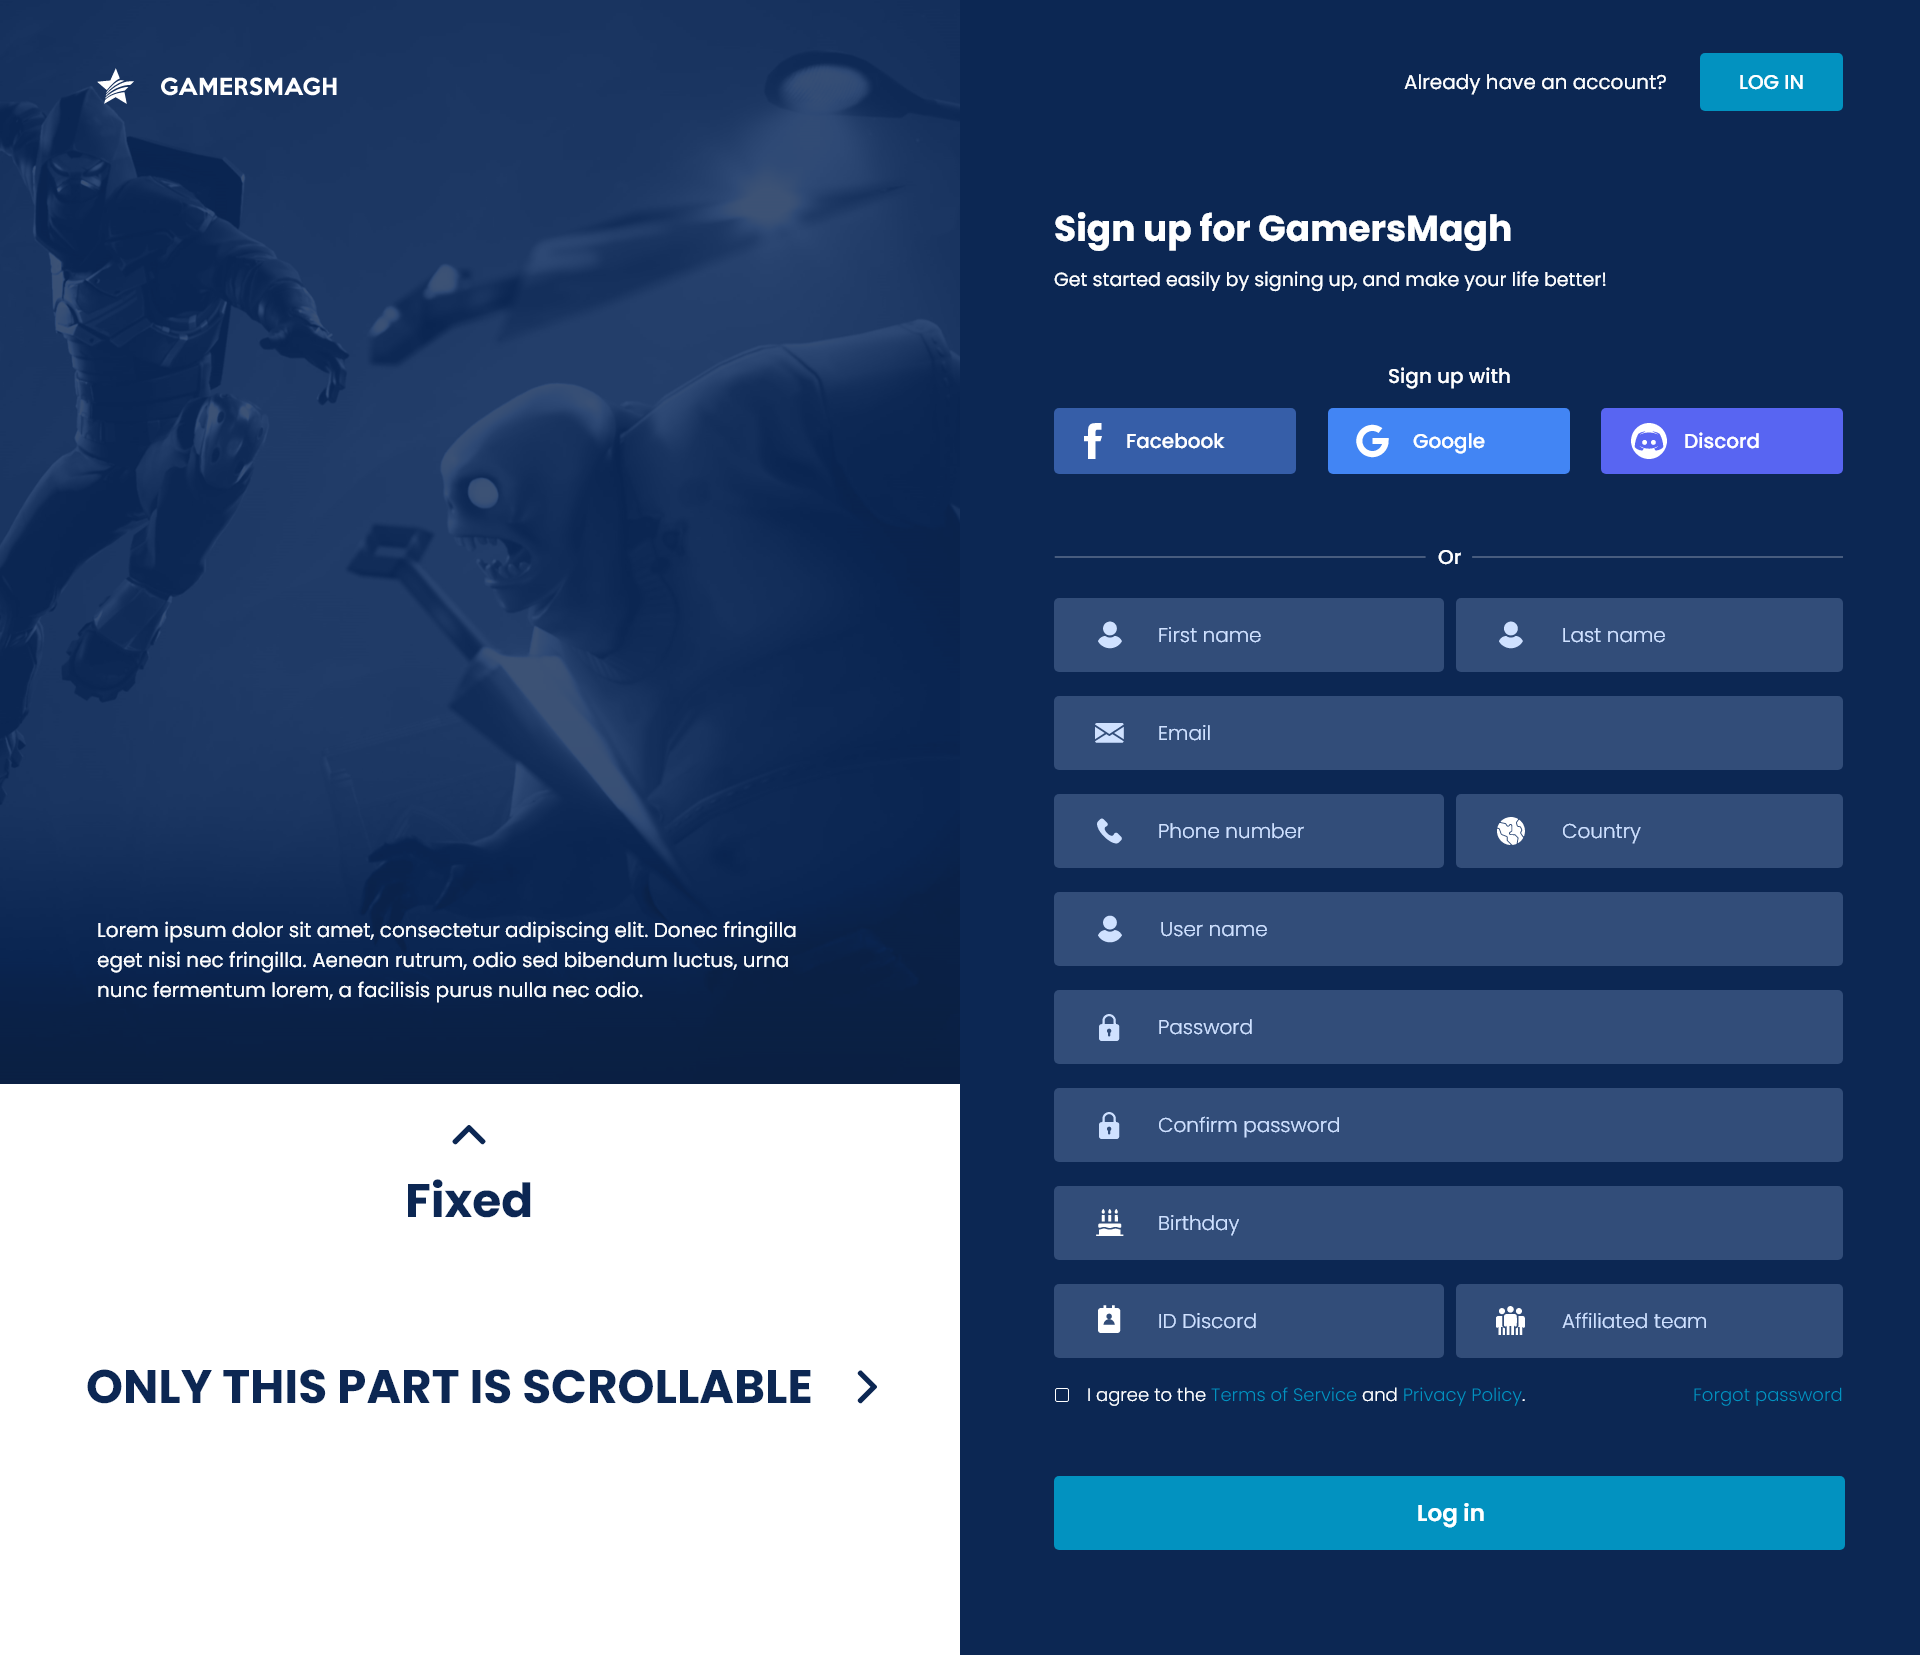 GAMERSMAGH
Already have an account?
LOG IN
Sign up for GamersMagh
Get started easily by signing up, and make your life better!
Sign up with
Facebook
Google
Discord
Or
First name
Last name
Email
Phone number
Country
User name
Password
Confirm password
Birthday
ID Discord
Affiliated team
I agree to the Terms of Service and Privacy Policy.
Forgot password
Log in
Lorem ipsum dolor sit amet, consectetur adipiscing elit. Donec fringilla
eget nisi nec fringilla. Aenean rutrum, odio sed bibendum luctus, urna
nunc fermentum lorem, a facilisis purus nulla nec odio.
Fixed
ONLY THIS PART IS SCROLLABLE